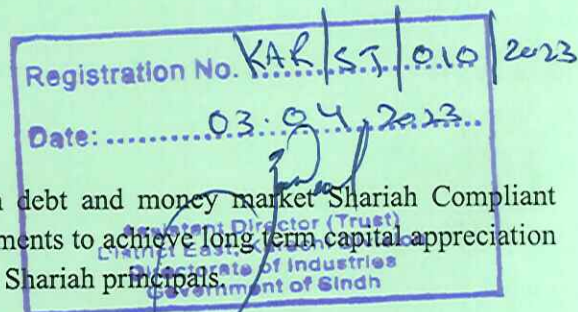 Registration No. KAR/ST/010/2023
Date: 03.04.2023
debt and money market Shariah Compliant
Assistant Director (Trust)
ments to achieve long term capital appreciation
District East,
Directorate of Industries
Shariah principals.
Government of Sindh